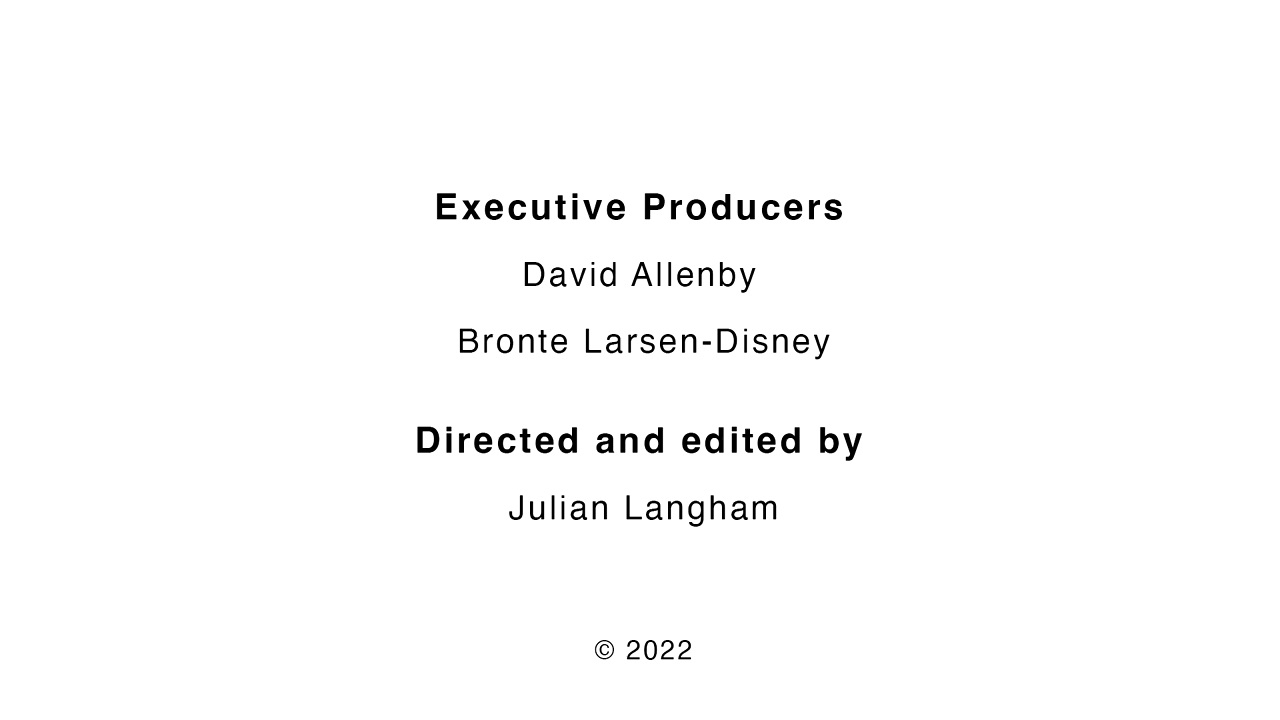 Executive Producers
David Allenby
Bronte Larsen-Disney
Directed and edited by
Julian Langham
© 2022